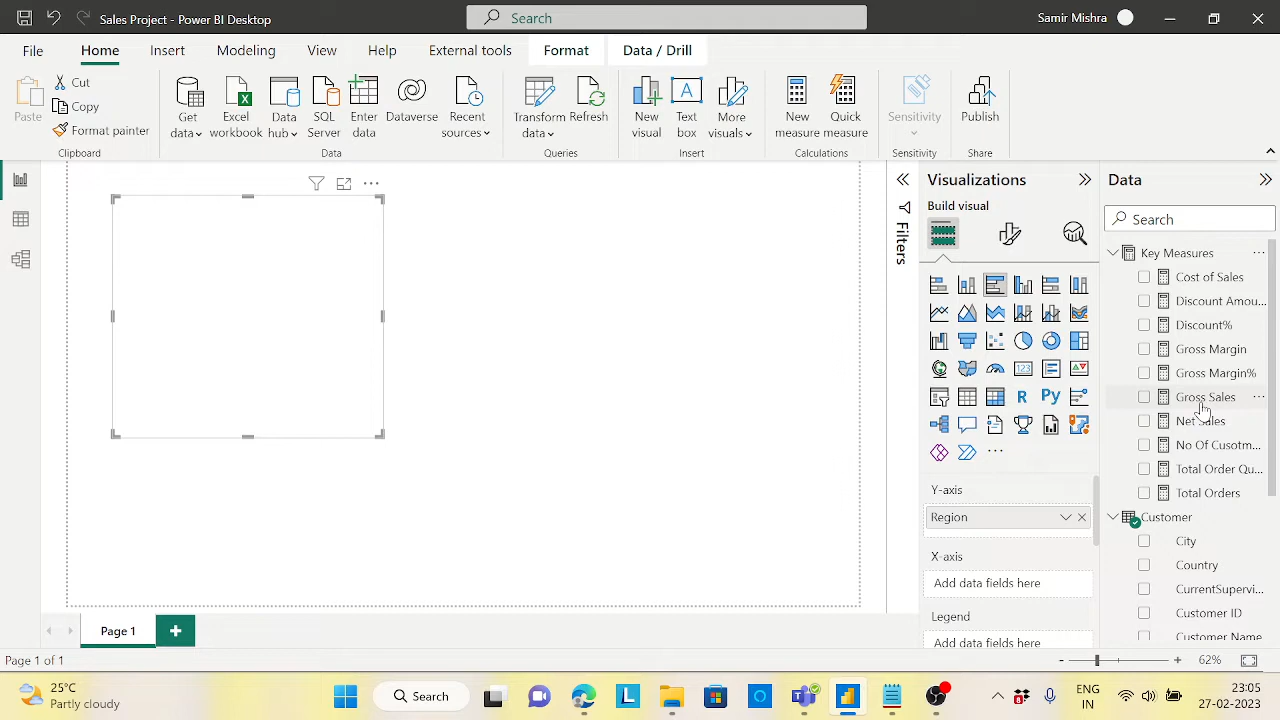 Sales Project - Power BI Desktop
Search
Samir Mishra
File
Home
Insert
Modeling
View
Help
External tools
Format
Data / Drill
Paste
Cut
Copy
Format painter
Clipboard
Get data
Excel workbook
Data hub
SQL Server
Enter data
Dataverse
Recent sources
Data
Transform data
Refresh
Queries
New visual
A
Text box
More visuals
Insert
New measure
Quick measure
Calculations
Sensitivity
Sensitivity
Publish
Share
Filters
Visualizations
Build visual
123
R
Py
Y-axis
Region
X-axis
Add data fields here
Legend
Add data fields here
Data
Search
Key Measures
Cost of Sales
Discount Amou...
Discount%
Gross Margin
Gross Margin%
Gross Sales
Net Sales
No Of Cusotm...
Total Order Qu...
Total Orders
Customer
City
Country
CurrentSupervi...
Customer ID
Customer Name
Page 1
Page 1 of 1
- + 62%
25°C
Partly cloudy
Search
L
ENG
IN
23:05
27-02-2023